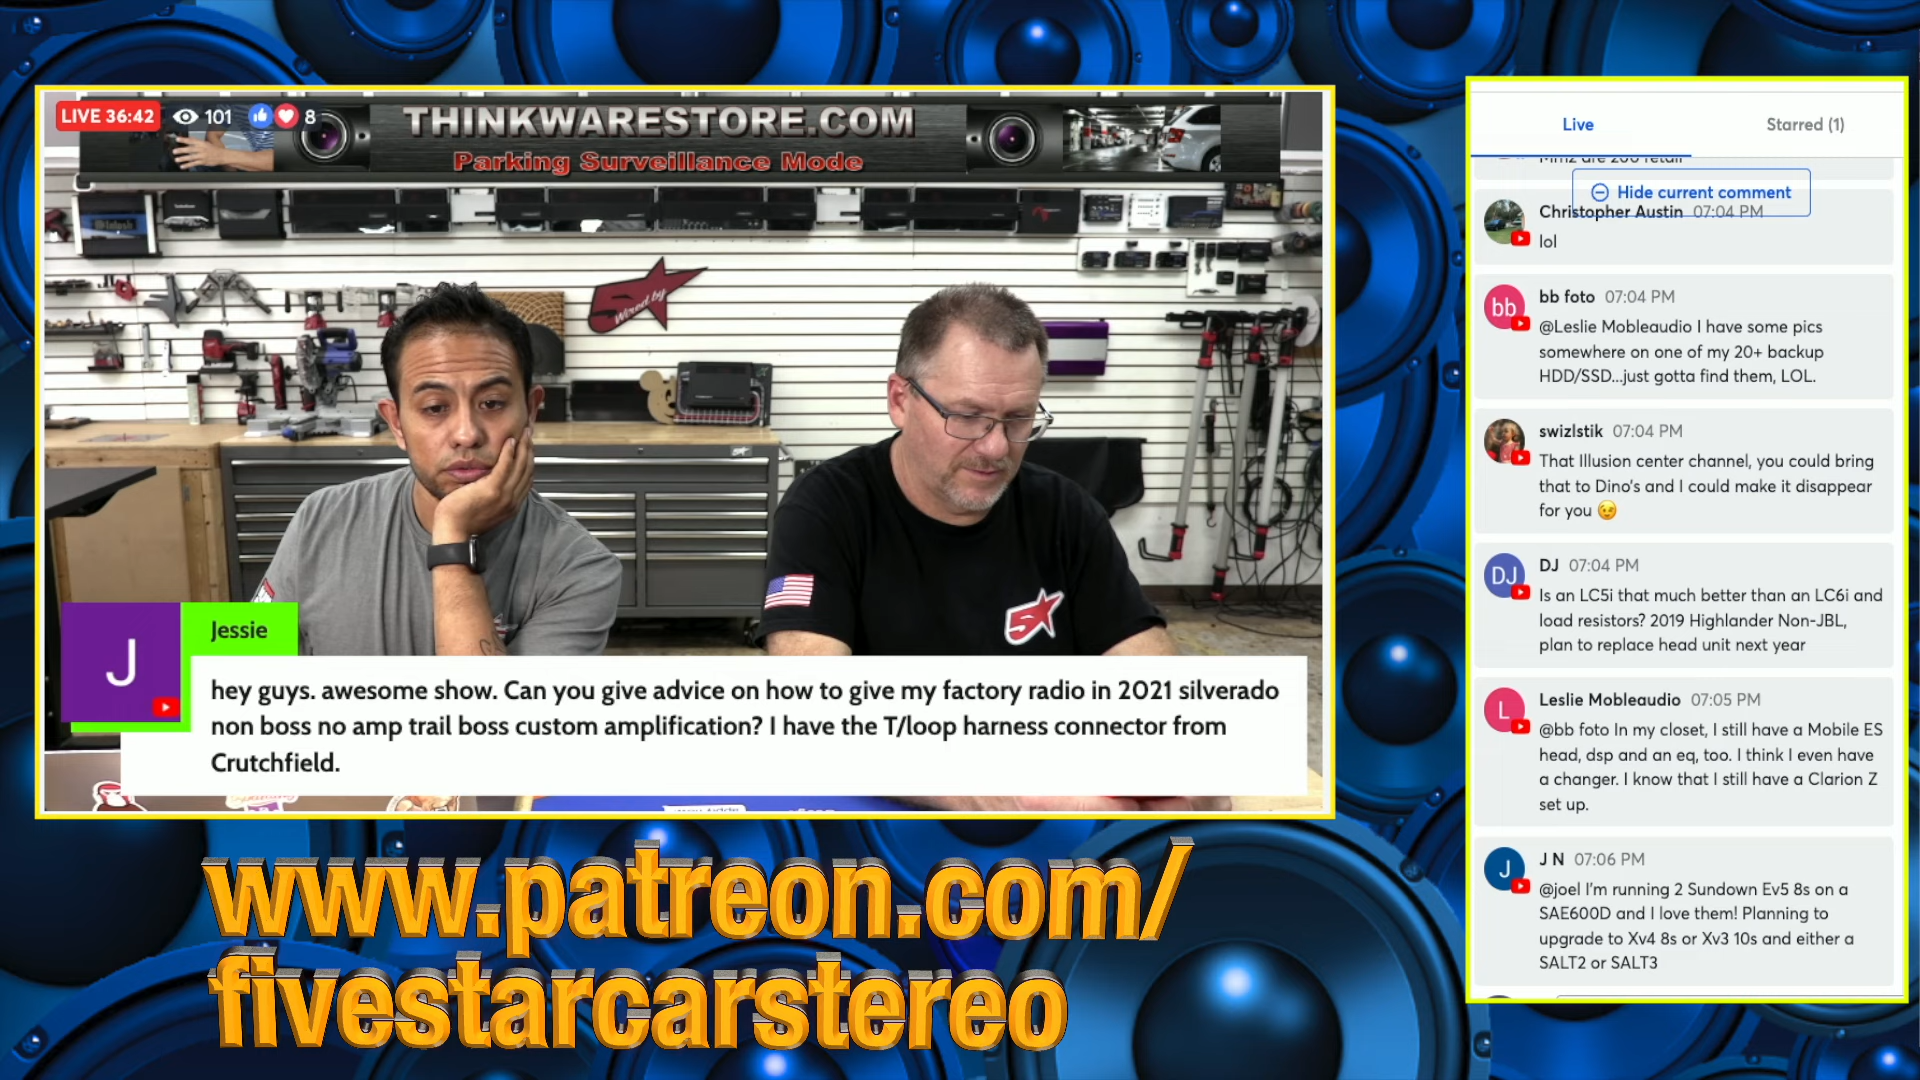 LIVE 36:42
101
8
THINKWARESTORE.COM
Parking Surveillance Mode
Wired by
J
Jessie
hey guys. awesome show. Can you give advice on how to give my factory radio in 2021 silverado
non boss no amp trail boss custom amplification? I have the T/loop harness connector from
Crutchfield.
www.patreon.com/
fivestarcarstereo
Live
Starred (1)
Hide current comment
Christopher Austin 07:04 PM
lol
bb
bb foto 07:04 PM
@Leslie Mobleaudio I have some pics
somewhere on one of my 20+ backup
HDD/SSD...just gotta find them, LOL.
swizlstik 07:04 PM
That Illusion center channel, you could bring
that to Dino's and I could make it disappear
for you 😉
DJ
DJ 07:04 PM
Is an LC5i that much better than an LC6i and
load resistors? 2019 Highlander Non-JBL,
plan to replace head unit next year
L
Leslie Mobleaudio 07:05 PM
@bb foto In my closet, I still have a Mobile ES
head, dsp and an eq, too. I think I even have
a changer. I know that I still have a Clarion Z
set up.
J
J N 07:06 PM
@joel I'm running 2 Sundown Ev5 8s on a
SAE600D and I love them! Planning to
upgrade to Xv4 8s or Xv3 10s and either a
SALT2 or SALT3